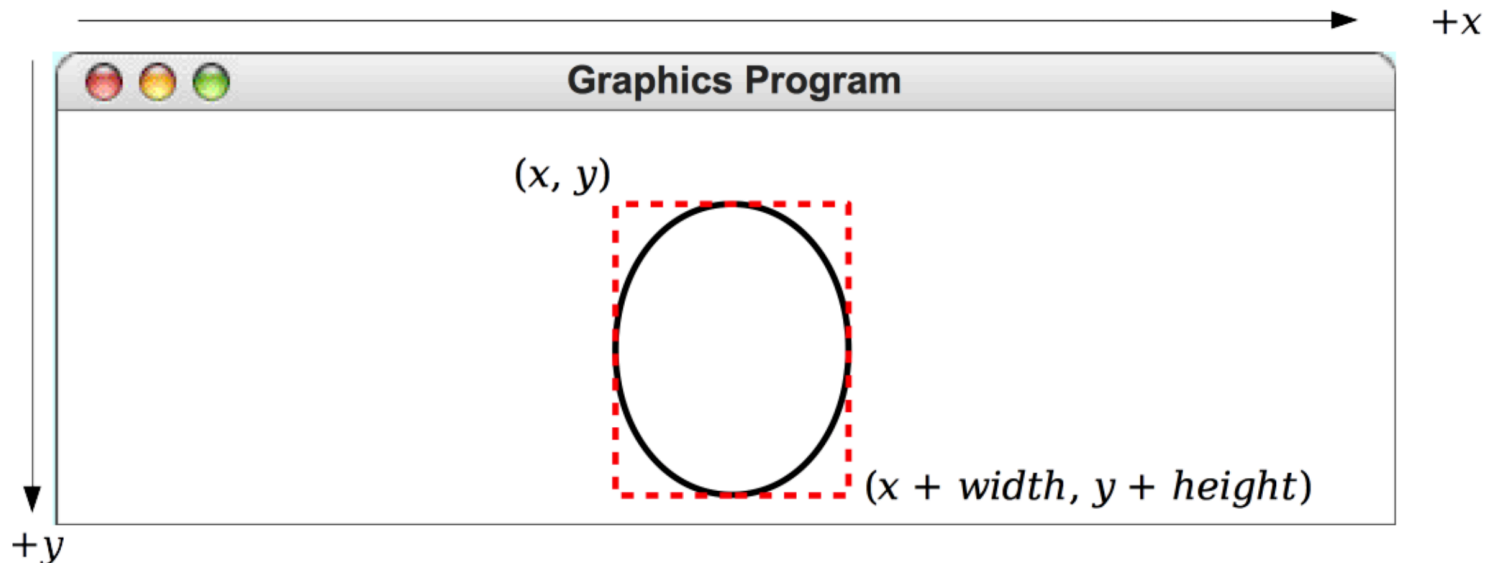 +x
Graphics Program
(x, y)
(x + width, y + height)
+y